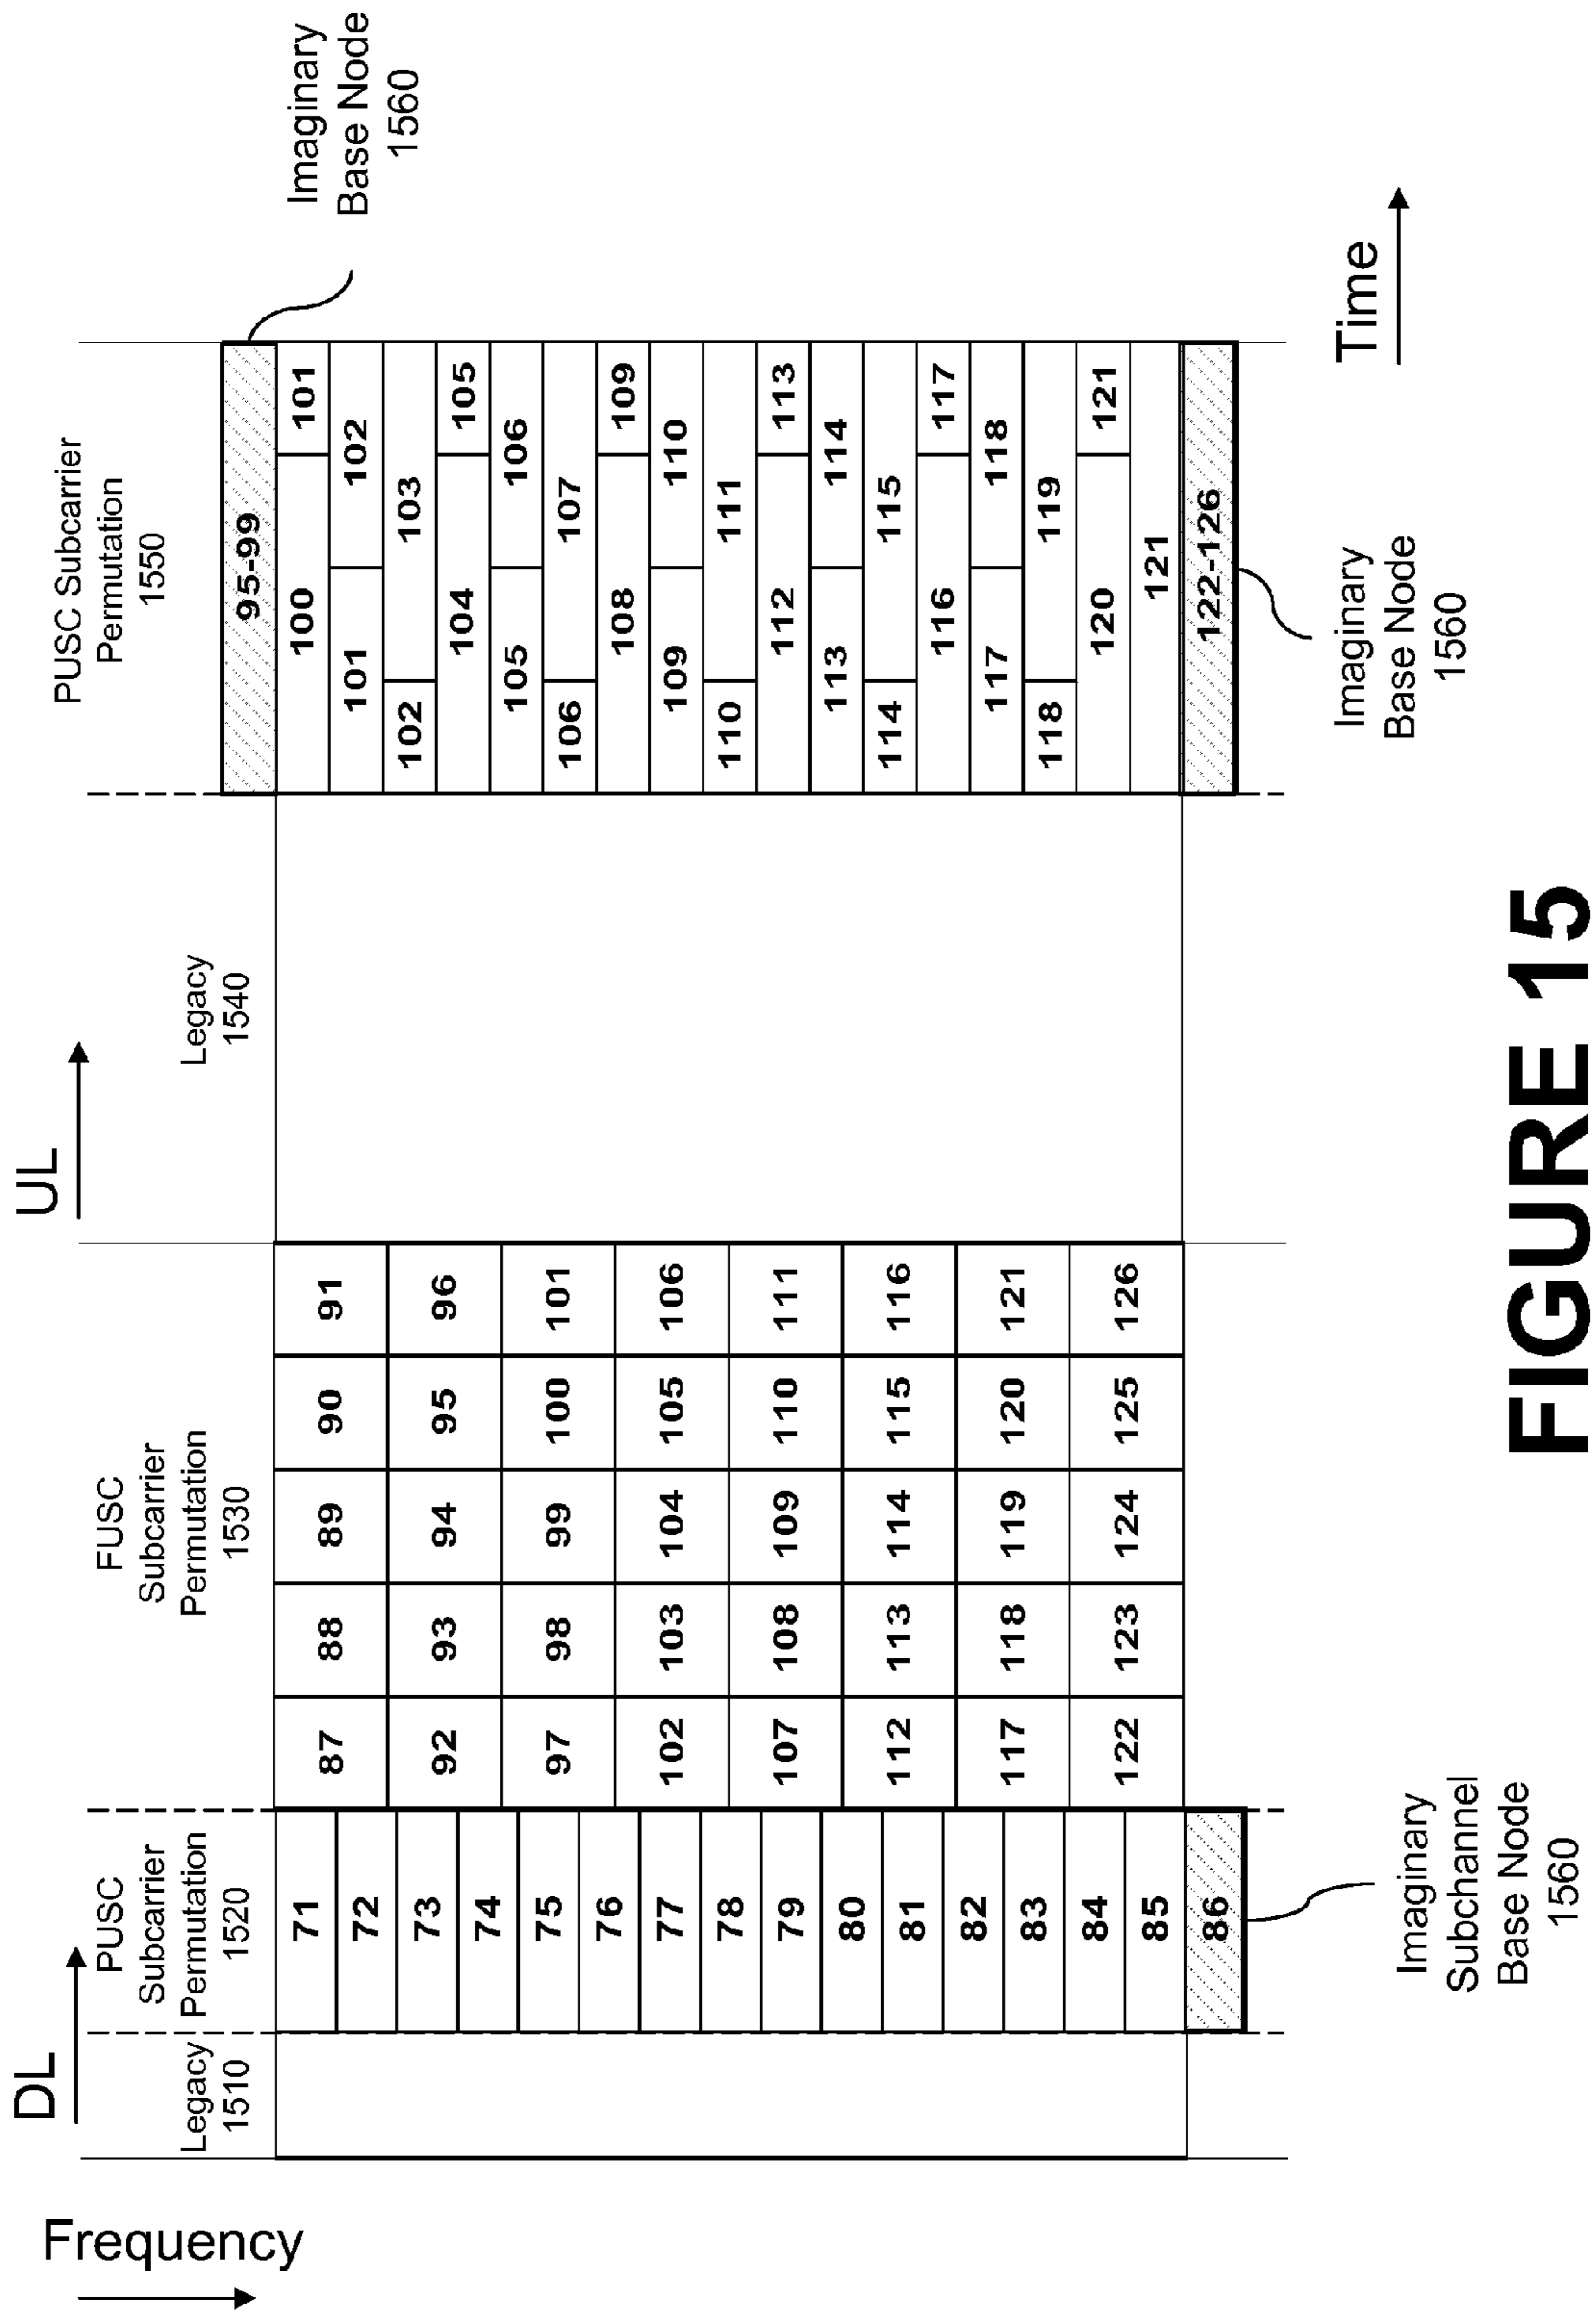 DL
UL
Frequency
Legacy
1510
PUSC
Subcarrier
Permutation
1520
FUSC
Subcarrier
Permutation
1530
Legacy
1540
PUSC Subcarrier
Permutation
1550
71
72
73
74
75
76
77
78
79
80
81
82
83
84
85
86
87 88 89 90 91
92 93 94 95 96
97 98 99 100 101
102 103 104 105 106
107 108 109 110 111
112 113 114 115 116
117 118 119 120 121
122 123 124 125 126
95-99
100 101
101 102
102 103
104 105
105 106
106 107
108 109
109 110
110 111
112 113
113 114
114 115
116 117
117 118
118 119
120 121
121
122-126
Imaginary
Base Node
1560
Imaginary
Subchannel
Base Node
1560
Imaginary
Base Node
1560
Time
FIGURE 15